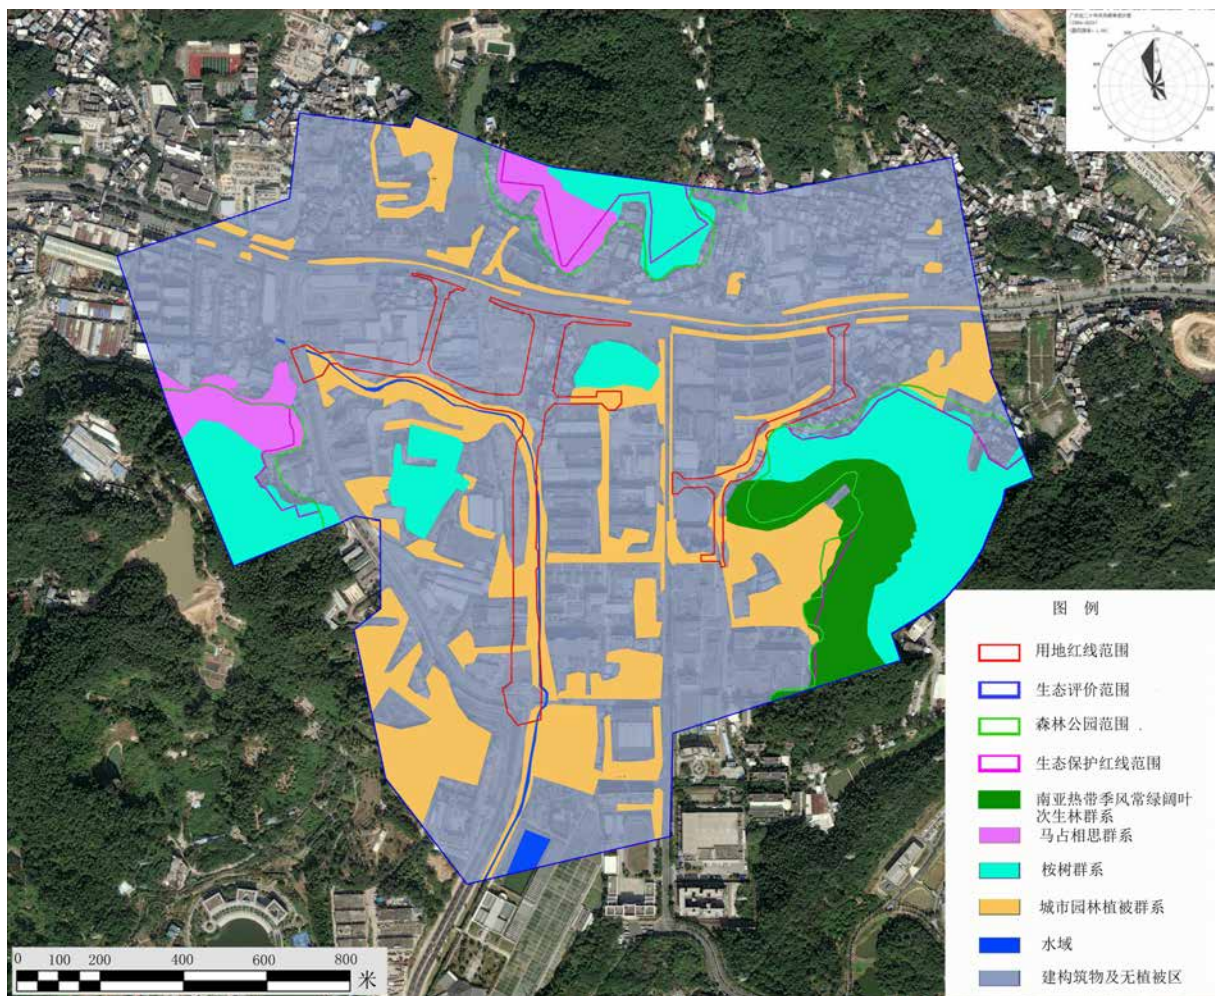 图 例
用地红线范围
生态评价范围
森林公园范围
生态保护红线范围
南亚热带季风常绿阔叶
次生林群系
马占相思群系
桉树群系
城市园林植被群系
水域
建构筑物及无植被区
0 100 200 400 600 800
米